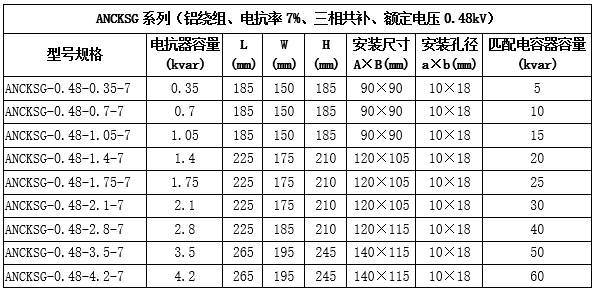 ANCKSG系列(铝绕组、电抗率7%、三相共补、额定电压0.48kV)
型号规格 电抗器容量(kvar) L(mm) W(mm) H(mm) 安装尺寸A×B(mm) 安装孔径a×b(mm) 匹配电容器容量(kvar)
ANCKSG-0.48-0.35-7 0.35 185 150 185 90×90 10×18 5
ANCKSG-0.48-0.7-7 0.7 185 150 185 90×90 10×18 10
ANCKSG-0.48-1.05-7 1.05 185 150 185 90×90 10×18 15
ANCKSG-0.48-1.4-7 1.4 225 175 210 120×105 10×18 20
ANCKSG-0.48-1.75-7 1.75 225 175 210 120×105 10×18 25
ANCKSG-0.48-2.1-7 2.1 225 175 210 120×105 10×18 30
ANCKSG-0.48-2.8-7 2.8 225 185 210 120×115 10×18 40
ANCKSG-0.48-3.5-7 3.5 265 195 245 140×115 10×18 50
ANCKSG-0.48-4.2-7 4.2 265 195 245 140×115 10×18 60